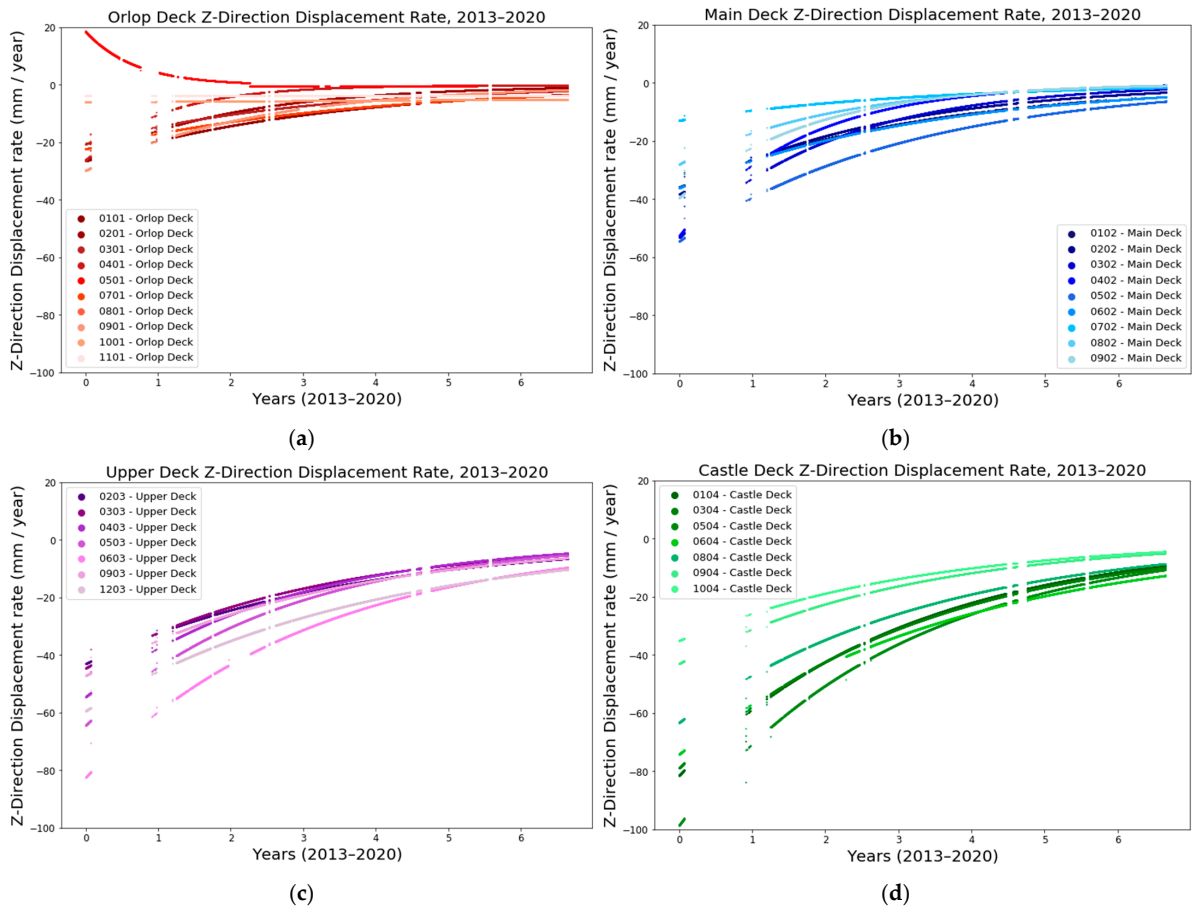 Orlop Deck Z-Direction Displacement Rate, 2013–2020
Z-Direction Displacement rate (mm / year)
20
0
−20
−40
−60
−80
−100
0101 - Orlop Deck
0201 - Orlop Deck
0301 - Orlop Deck
0401 - Orlop Deck
0501 - Orlop Deck
0701 - Orlop Deck
0801 - Orlop Deck
0901 - Orlop Deck
1001 - Orlop Deck
1101 - Orlop Deck
0 1 2 3 4 5 6
Years (2013–2020)
(a)
Main Deck Z-Direction Displacement Rate, 2013–2020
Z-Direction Displacement rate (mm / year)
20
0
−20
−40
−60
−80
−100
0102 - Main Deck
0202 - Main Deck
0302 - Main Deck
0402 - Main Deck
0502 - Main Deck
0602 - Main Deck
0702 - Main Deck
0802 - Main Deck
0902 - Main Deck
0 1 2 3 4 5 6
Years (2013–2020)
(b)
Upper Deck Z-Direction Displacement Rate, 2013–2020
Z-Direction Displacement rate (mm / year)
20
0
−20
−40
−60
−80
−100
0203 - Upper Deck
0303 - Upper Deck
0403 - Upper Deck
0503 - Upper Deck
0603 - Upper Deck
0903 - Upper Deck
1203 - Upper Deck
0 1 2 3 4 5 6
Years (2013–2020)
(c)
Castle Deck Z-Direction Displacement Rate, 2013–2020
Z-Direction Displacement rate (mm / year)
20
0
−20
−40
−60
−80
−100
0104 - Castle Deck
0304 - Castle Deck
0504 - Castle Deck
0604 - Castle Deck
0804 - Castle Deck
0904 - Castle Deck
1004 - Castle Deck
0 1 2 3 4 5 6
Years (2013–2020)
(d)